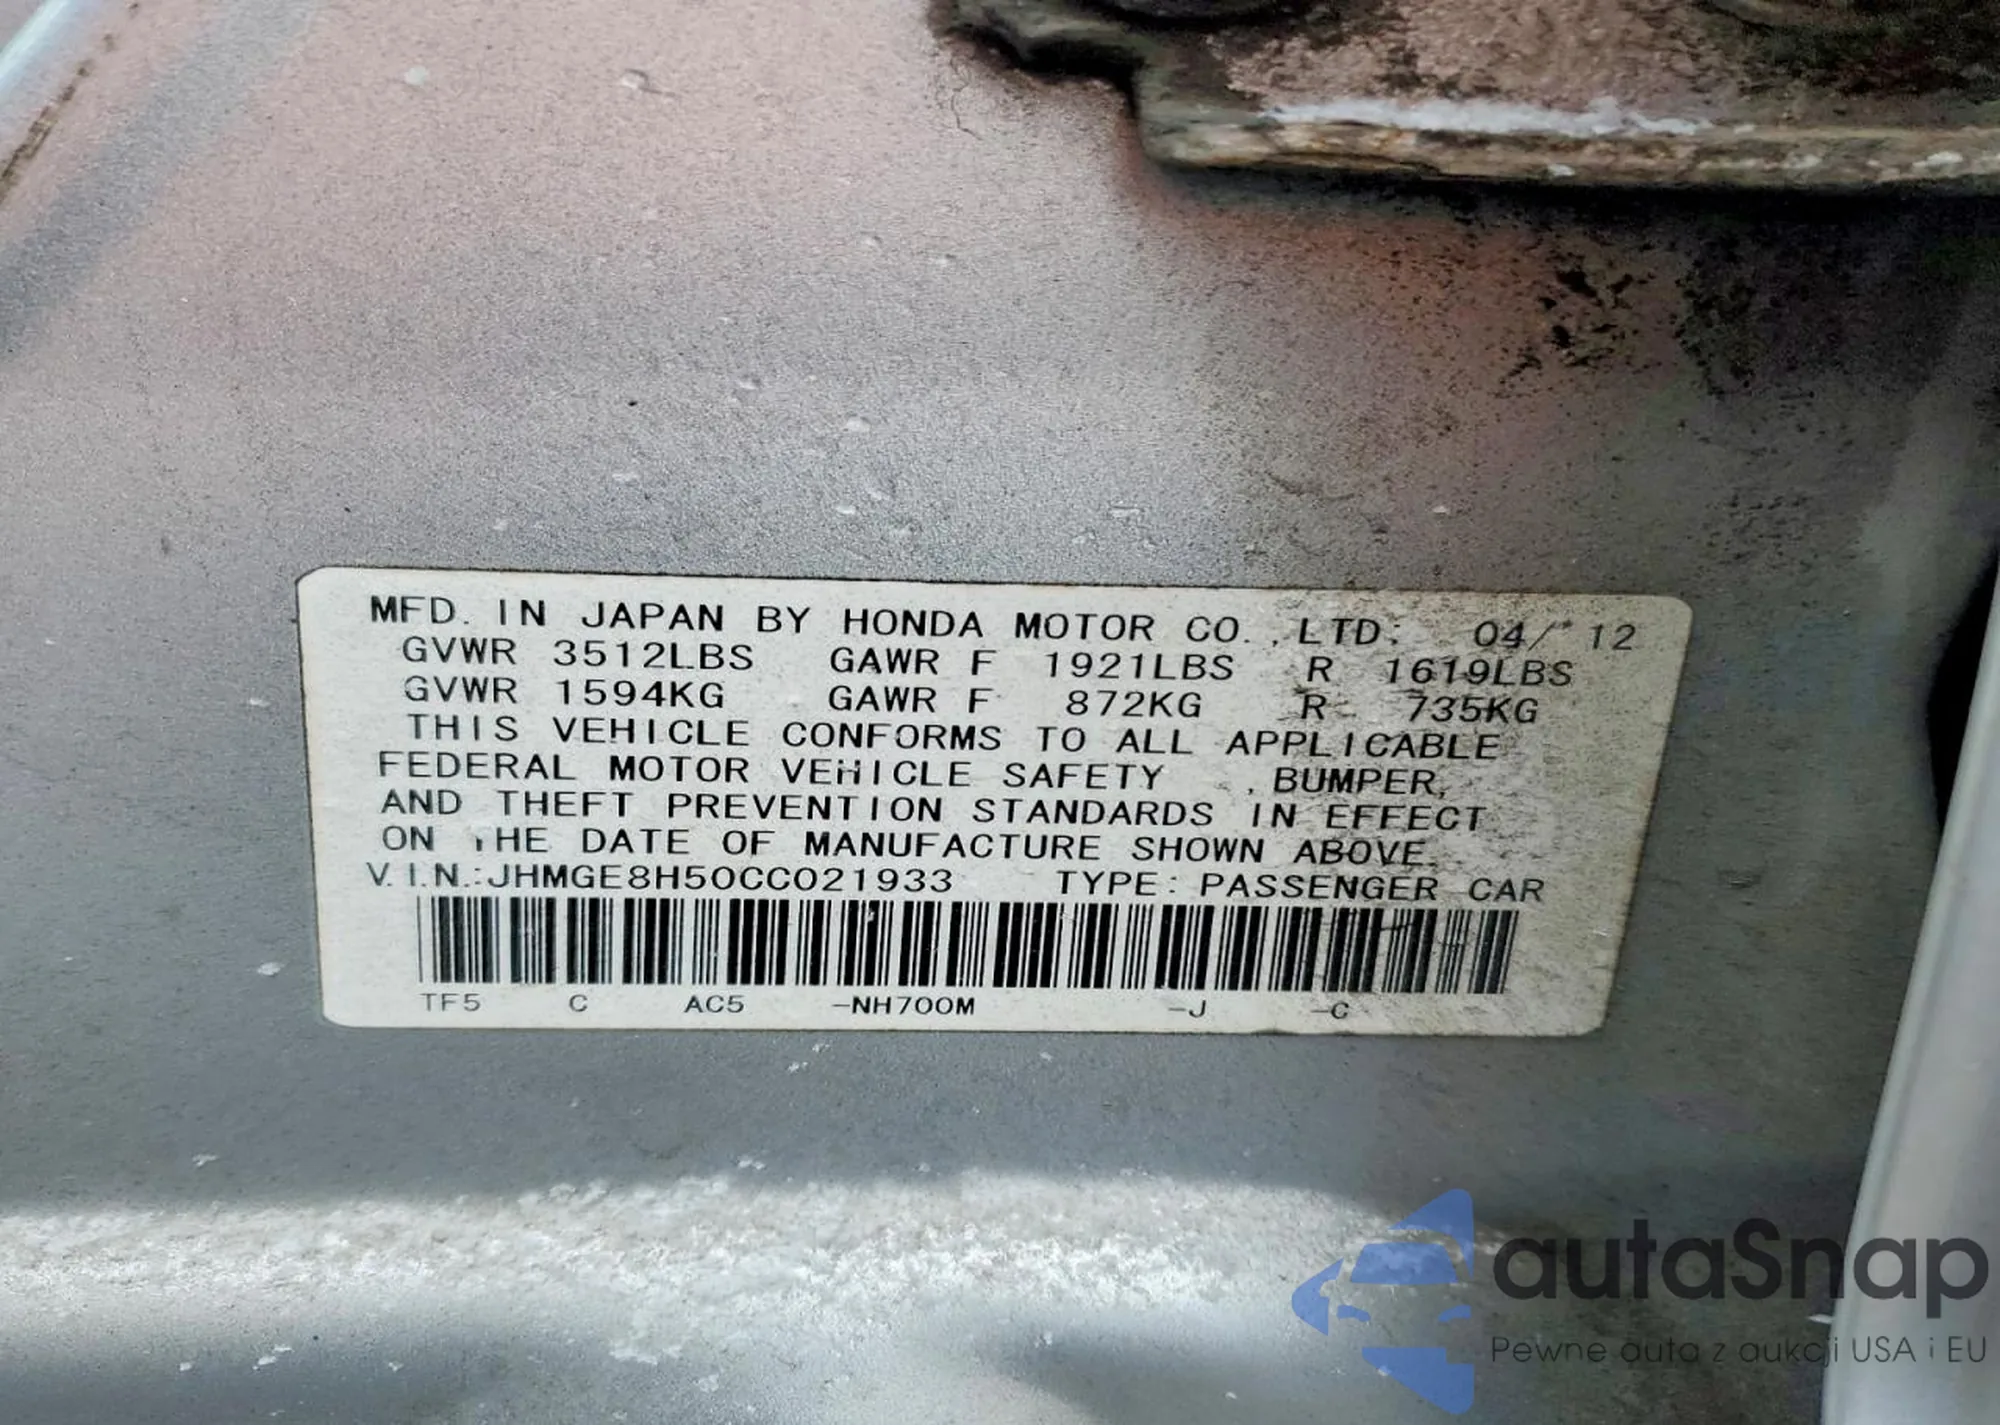 MFD. IN JAPAN BY HONDA MOTOR CO., LTD. 04/ 12
GVWR 3512LBS GAWR F 1921LBS R 1619LBS
GVWR 1594KG GAWR F 872KG R 735KG
THIS VEHICLE CONFORMS TO ALL APPLICABLE
FEDERAL MOTOR VEHICLE SAFETY , BUMPER,
AND THEFT PREVENTION STANDARDS IN EFFECT
ON THE DATE OF MANUFACTURE SHOWN ABOVE.
V.I.N.:JHMGE8H50CC021933 TYPE: PASSENGER CAR
TF5 C AC5 -NH700M -J -C
autaSnap
Pewne auta z aukcji USA i EU